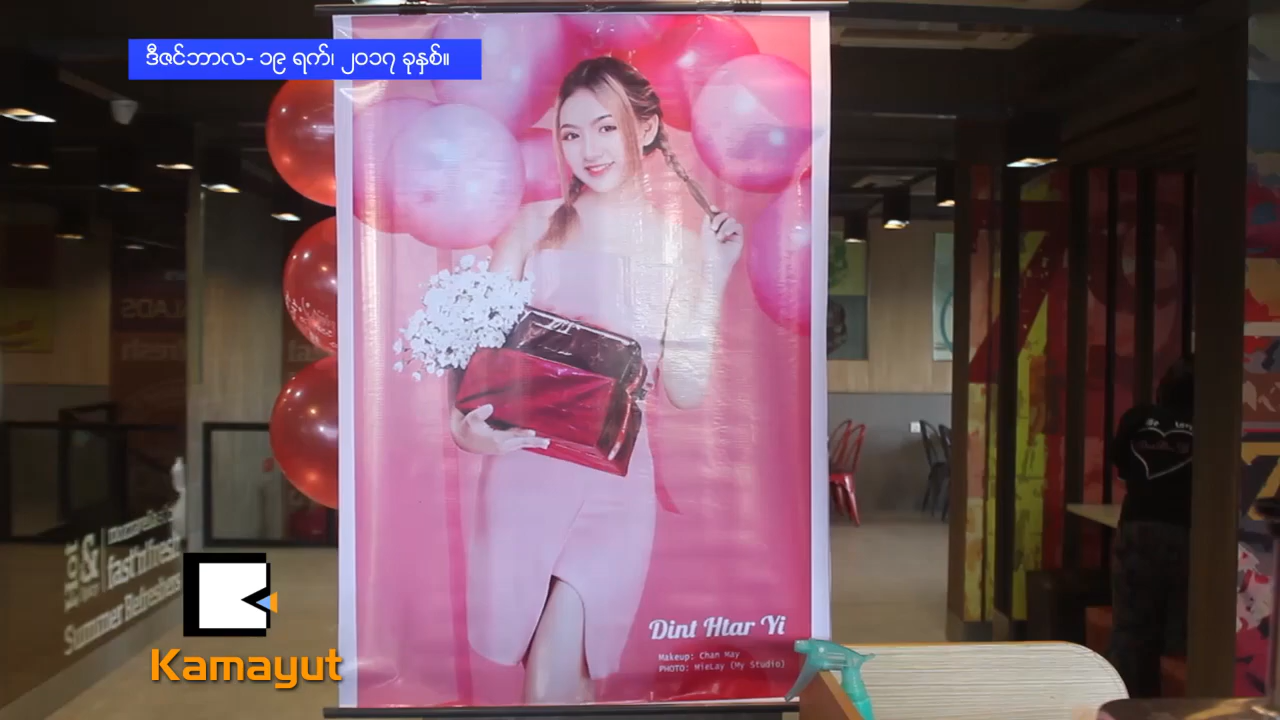 ဒီဇင်ဘာလ- ၁၉ ရက်၊ ၂၀၁၇ ခုနှစ်။
Dint Htar Yi
Makeup: Chan May
PHOTO: MieLay (My Studio)
&
fast'n'fresh
Summer Refreshers
Kamayut